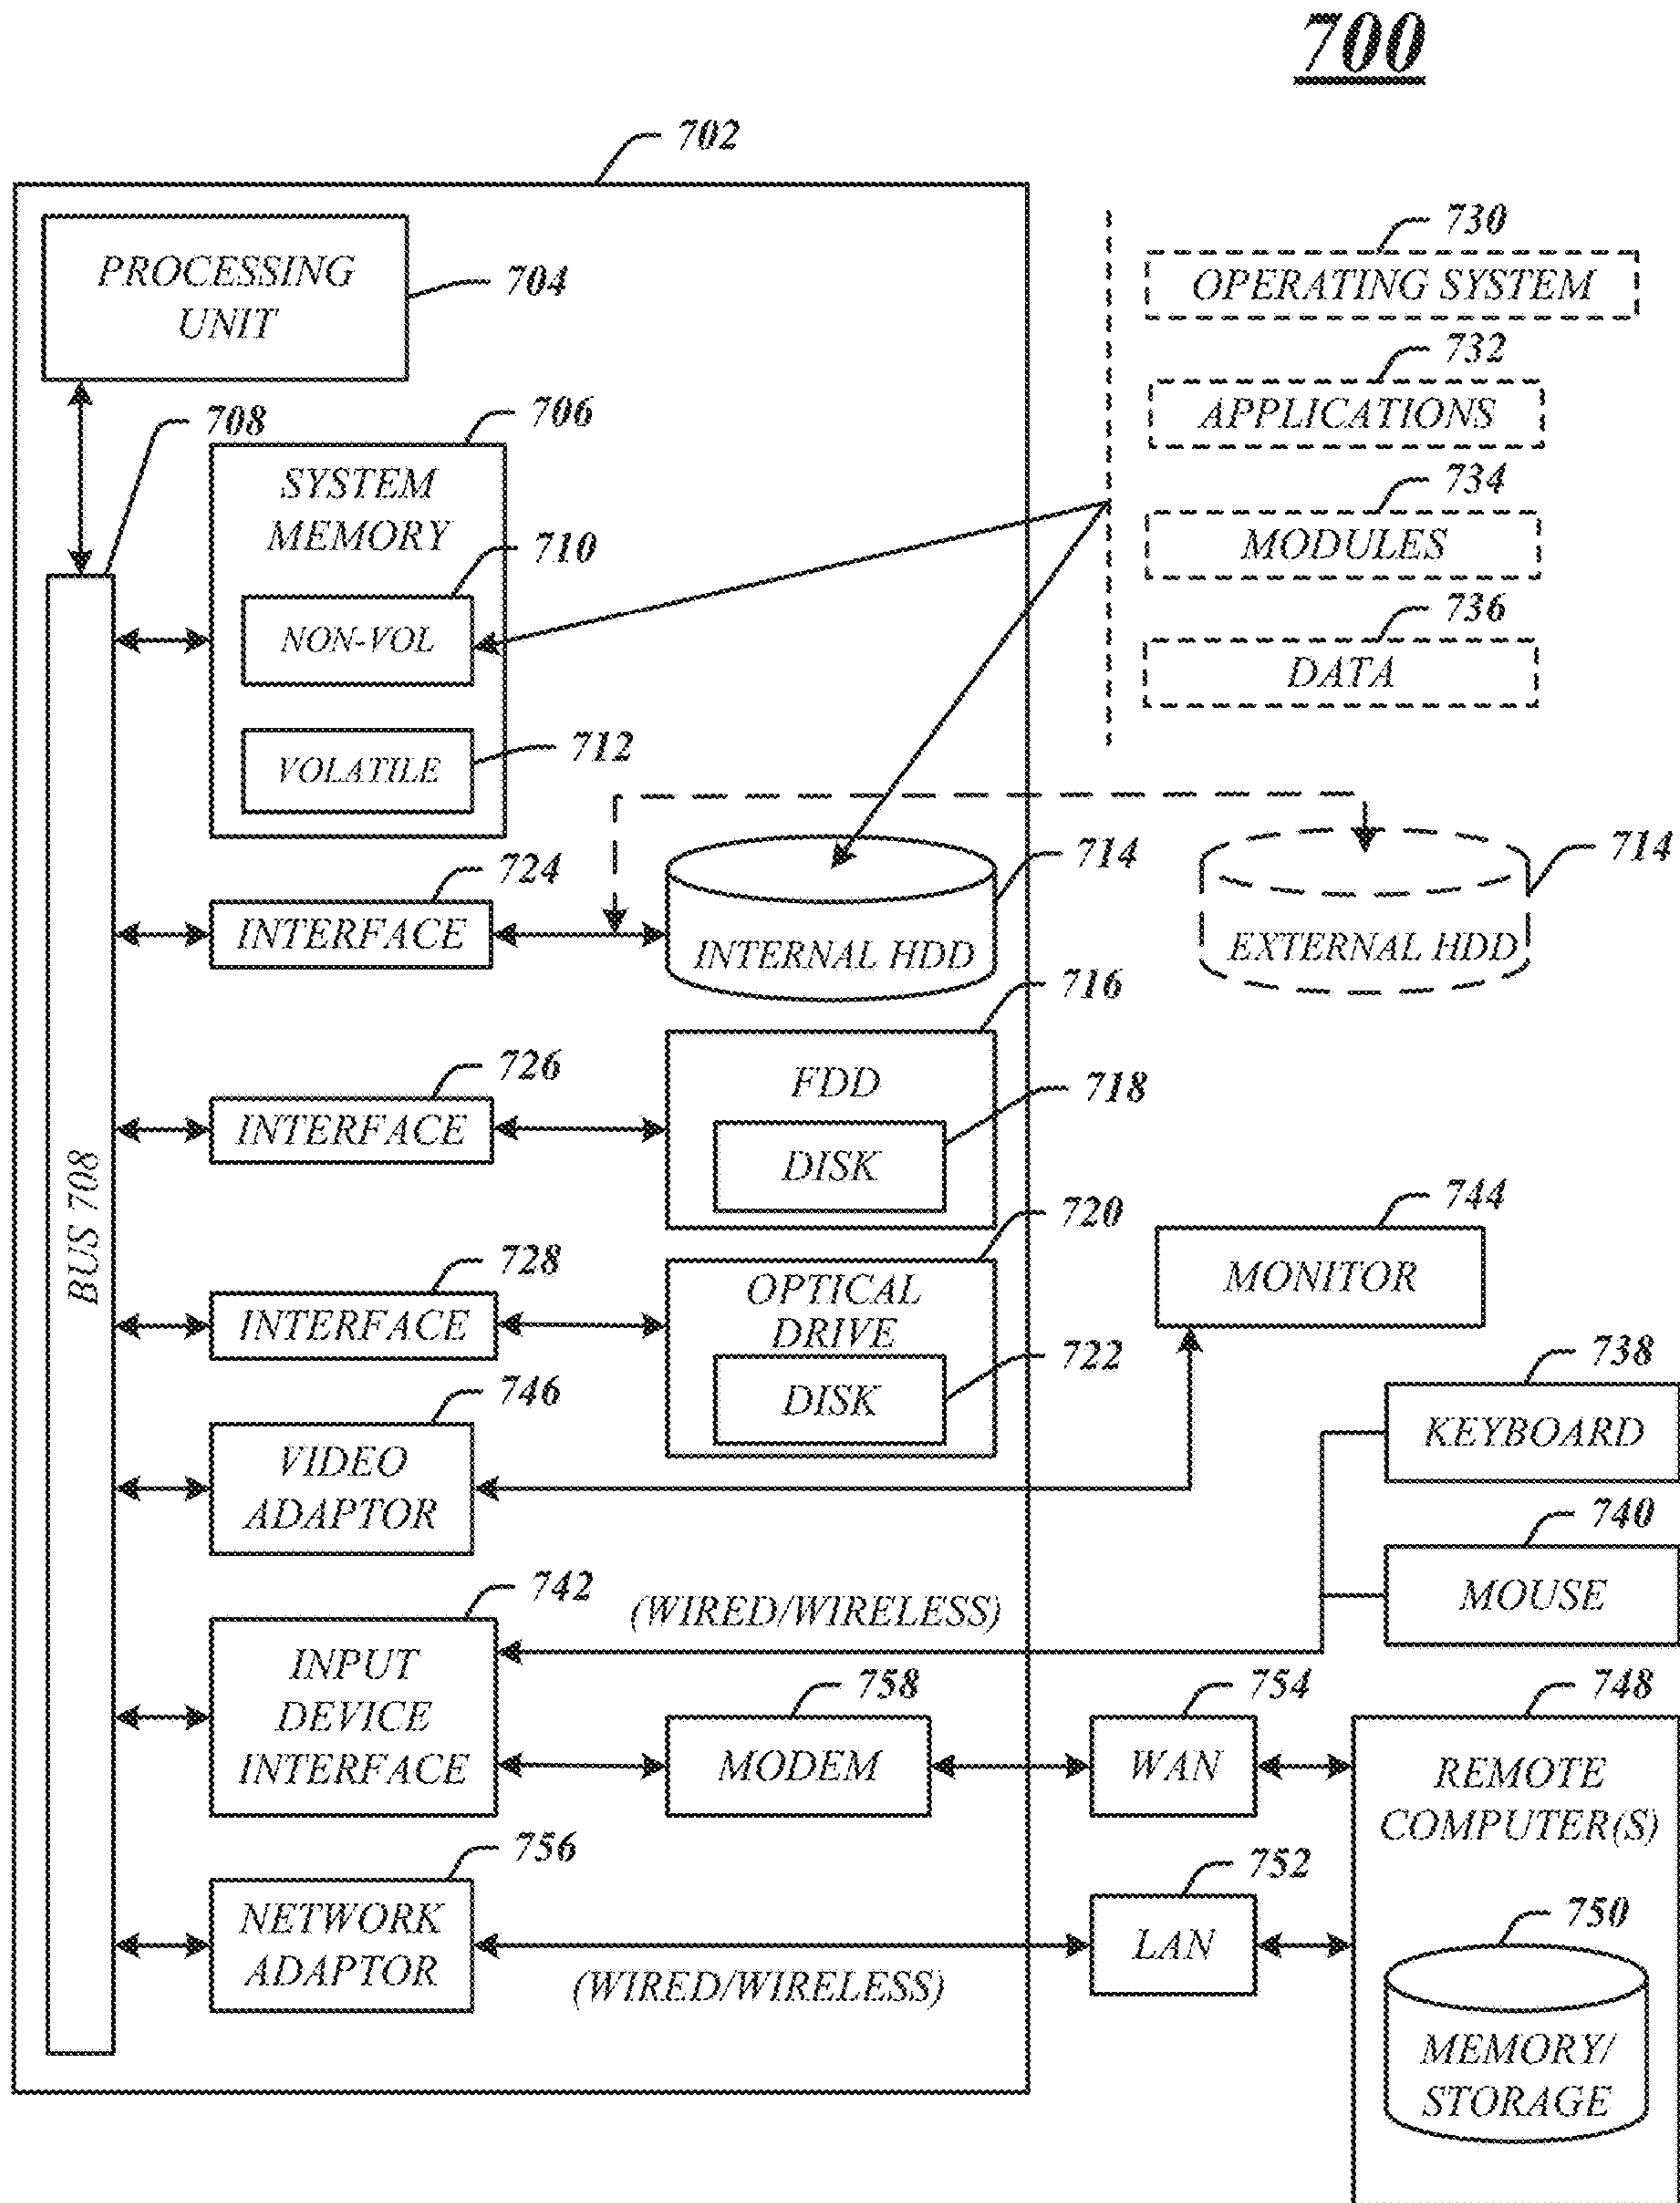 700
702
PROCESSING
UNIT
704
730
OPERATING SYSTEM
732
APPLICATIONS
734
MODULES
736
DATA
708
706
SYSTEM
MEMORY
710
NON-VOL
712
VOLATILE
BUS 708
724
INTERFACE
714
INTERNAL HDD
714
EXTERNAL HDD
726
INTERFACE
716
FDD
718
DISK
728
INTERFACE
720
OPTICAL
DRIVE
722
DISK
744
MONITOR
746
VIDEO
ADAPTOR
738
KEYBOARD
740
MOUSE
742
INPUT
DEVICE
INTERFACE
(WIRED/WIRELESS)
758
MODEM
754
WAN
748
REMOTE
COMPUTER(S)
756
NETWORK
ADAPTOR
(WIRED/WIRELESS)
752
LAN
750
MEMORY/
STORAGE